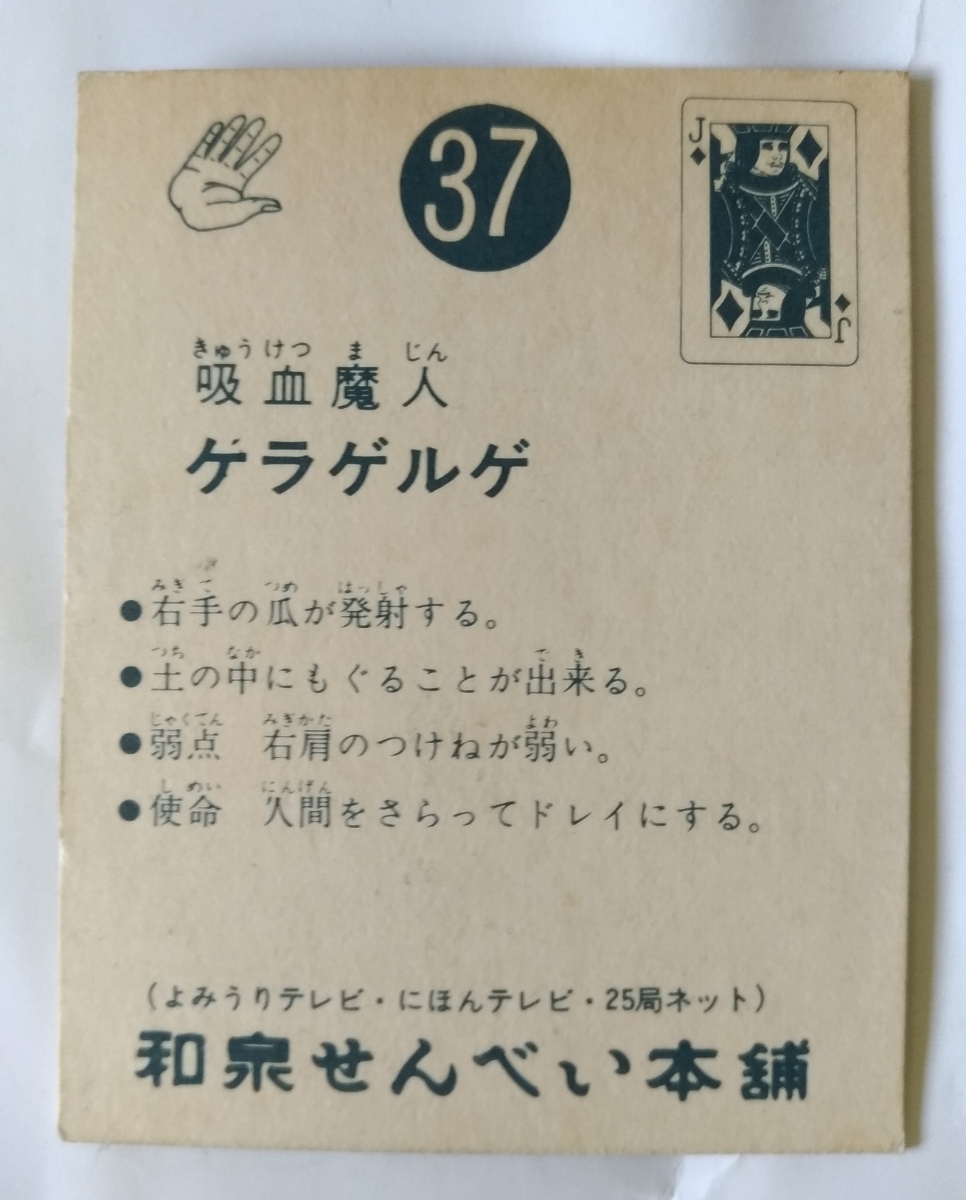 37
J
J
きゅうけつ ま じん
吸血魔人
ケラゲルゲ
みぎ て つめ はっしゃ
●右手の瓜が発射する。
つち なか で き
●土の中にもぐることが出来る。
じゃくてん みぎかた よわ
●弱点 右肩のつけねが弱い。
し めい にんげん
●使命 人間をさらってドレイにする。
(よみうりテレビ・にほんテレビ・25局ネット)
和泉せんべい本舗